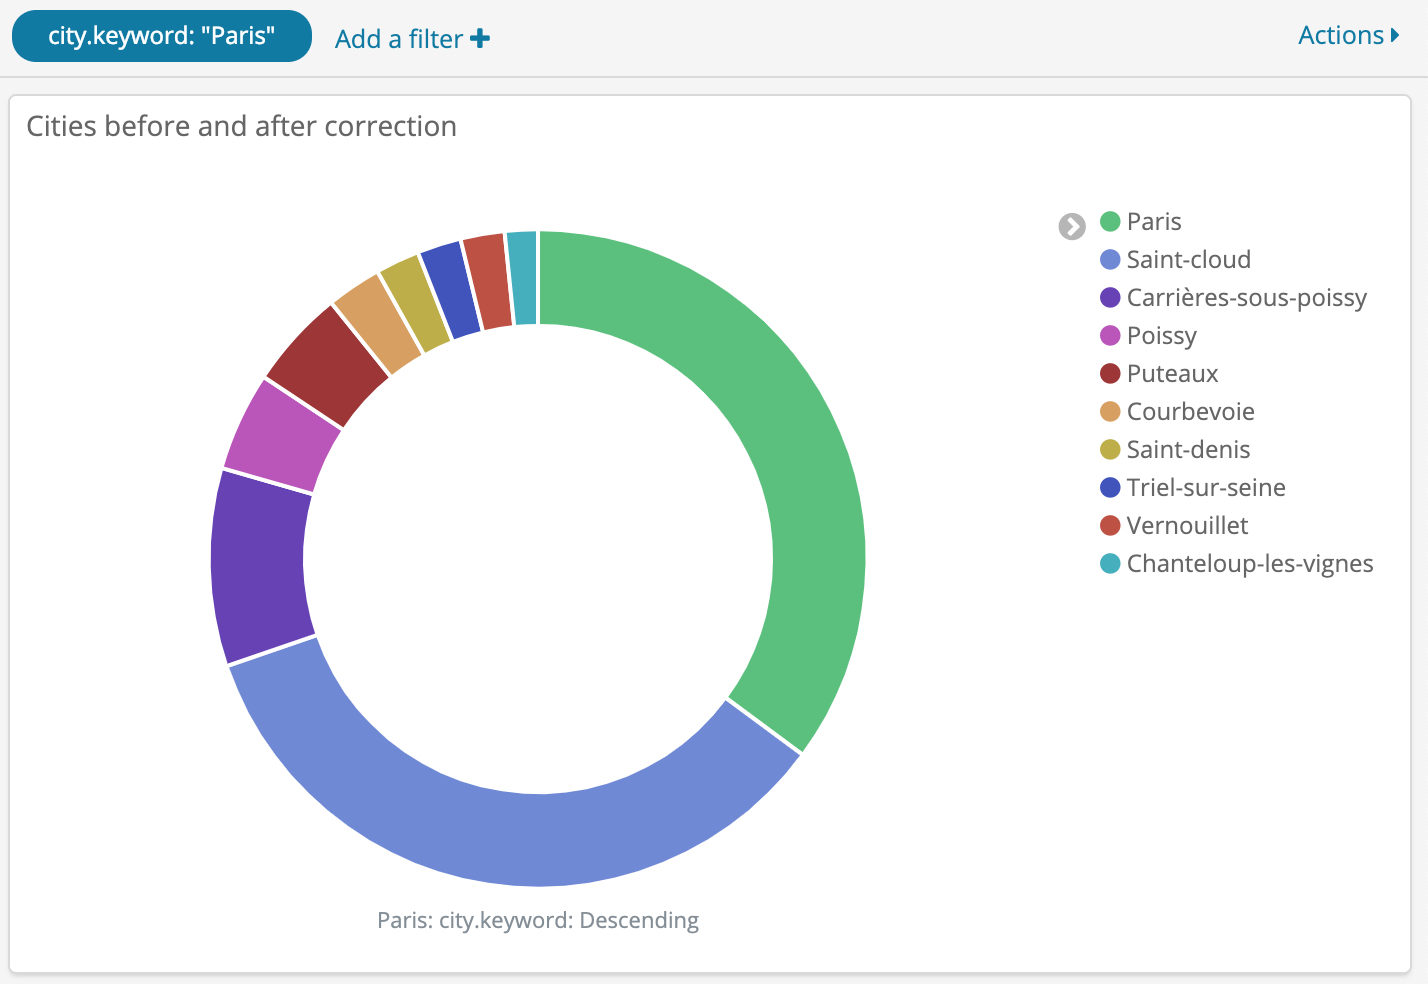 city.keyword: "Paris"
Add a filter
Actions
Cities before and after correction
Paris
Saint-cloud
Carrières-sous-poissy
Poissy
Puteaux
Courbevoie
Saint-denis
Triel-sur-seine
Vernouillet
Chanteloup-les-vignes
Paris: city.keyword: Descending